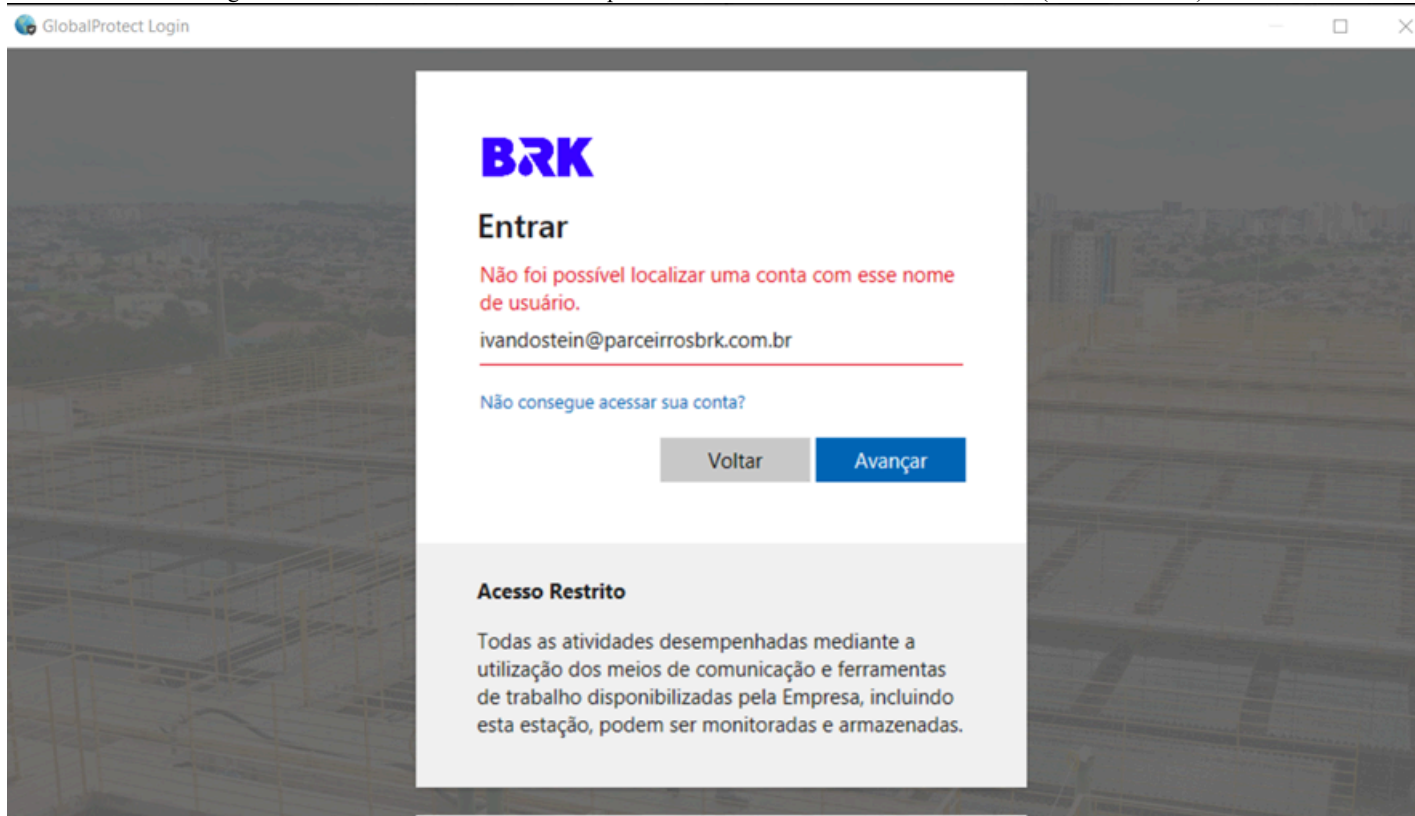 GlobalProtect Login
BRK
Entrar
Não foi possível localizar uma conta com esse nome
de usuário.
ivandostein@parceirrosbrk.com.br
Não consegue acessar sua conta?
Voltar
Avançar
Acesso Restrito
Todas as atividades desempenhadas mediante a
utilização dos meios de comunicação e ferramentas
de trabalho disponibilizadas pela Empresa, incluindo
esta estação, podem ser monitoradas e armazenadas.